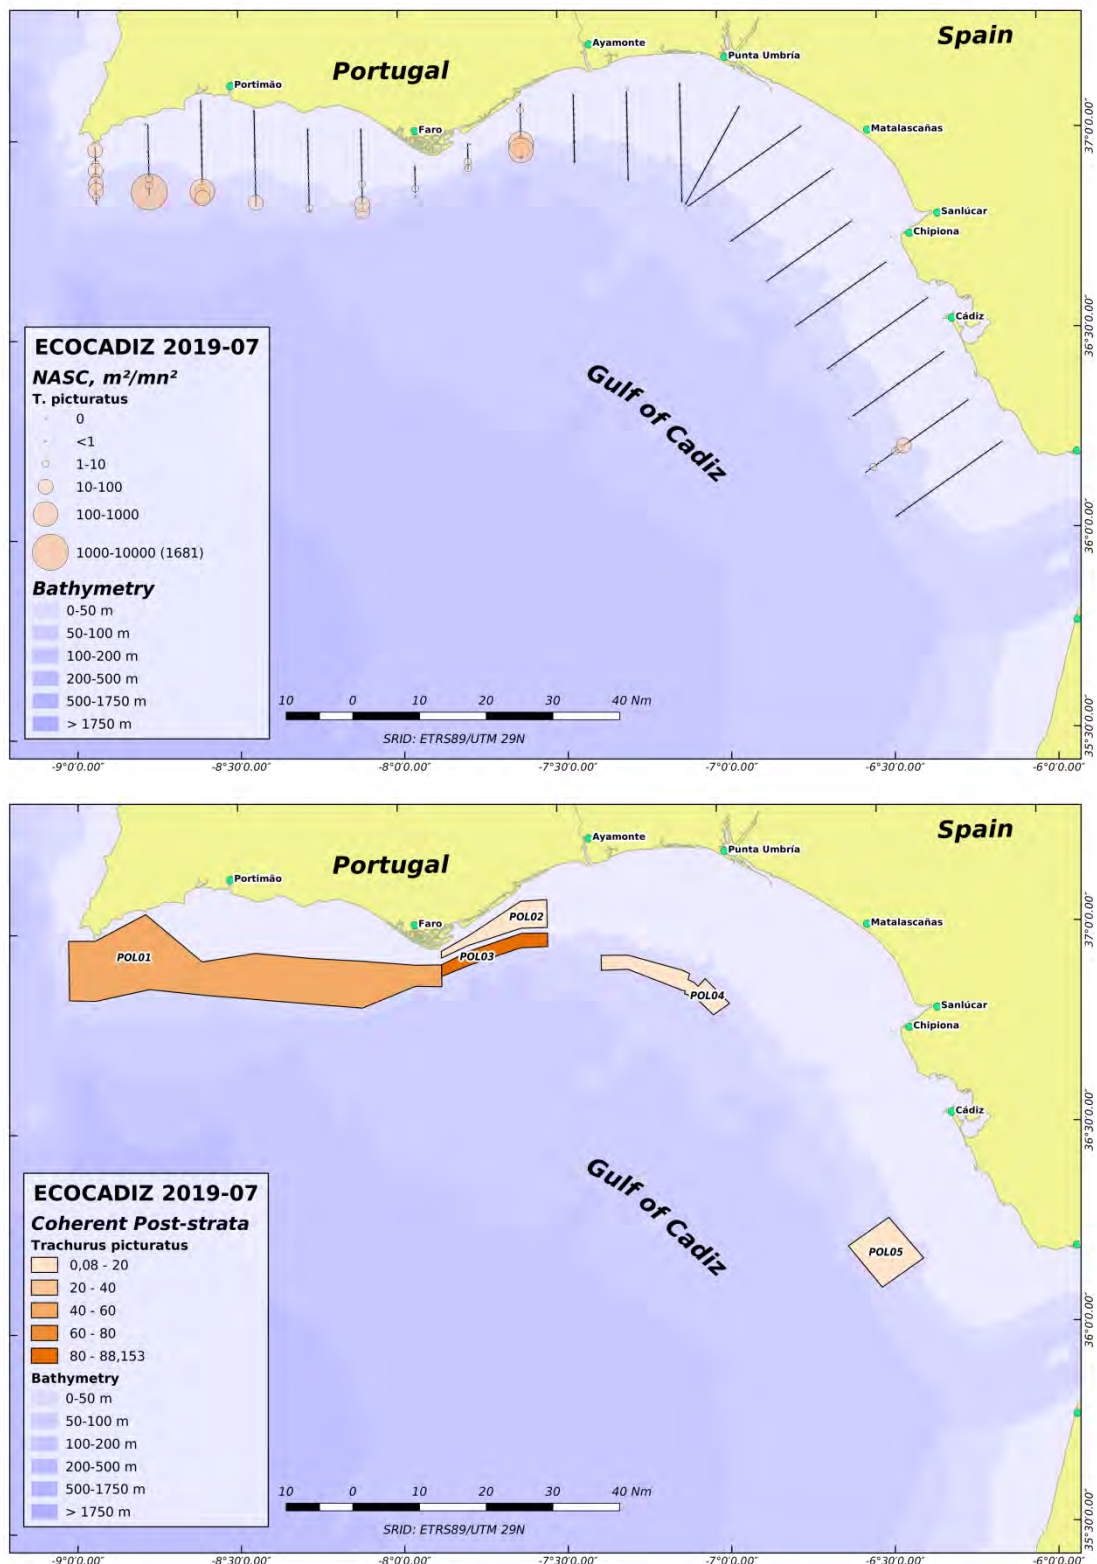 Spain
Portugal
Ayamonte
Punta Umbría
Portimão
Faro
Matalascañas
Sanlúcar
Chipiona
Cádiz
Gulf of Cadiz
ECOCADIZ 2019-07
NASC, m²/mn²
T. picturatus
0
<1
1-10
10-100
100-1000
1000-10000 (1681)
Bathymetry
0-50 m
50-100 m
100-200 m
200-500 m
500-1750 m
> 1750 m
10 0 10 20 30 40 Nm
SRID: ETRS89/UTM 29N
37°0'0.00"
36°30'0.00"
36°0'0.00"
35°30'0.00"
-9°0'0.00" -8°30'0.00" -8°0'0.00" -7°30'0.00" -7°0'0.00" -6°30'0.00" -6°0'0.00"
Spain
Portugal
Ayamonte
Punta Umbría
Portimão
Faro
Matalascañas
POL01
POL02
POL03
POL04
Sanlúcar
Chipiona
Cádiz
Gulf of Cadiz
POL05
ECOCADIZ 2019-07
Coherent Post-strata
Trachurus picturatus
0,08 - 20
20 - 40
40 - 60
60 - 80
80 - 88,153
Bathymetry
0-50 m
50-100 m
100-200 m
200-500 m
500-1750 m
> 1750 m
10 0 10 20 30 40 Nm
SRID: ETRS89/UTM 29N
37°0'0.00"
36°30'0.00"
36°0'0.00"
35°30'0.00"
-9°0'0.00" -8°30'0.00" -8°0'0.00" -7°30'0.00" -7°0'0.00" -6°30'0.00" -6°0'0.00"